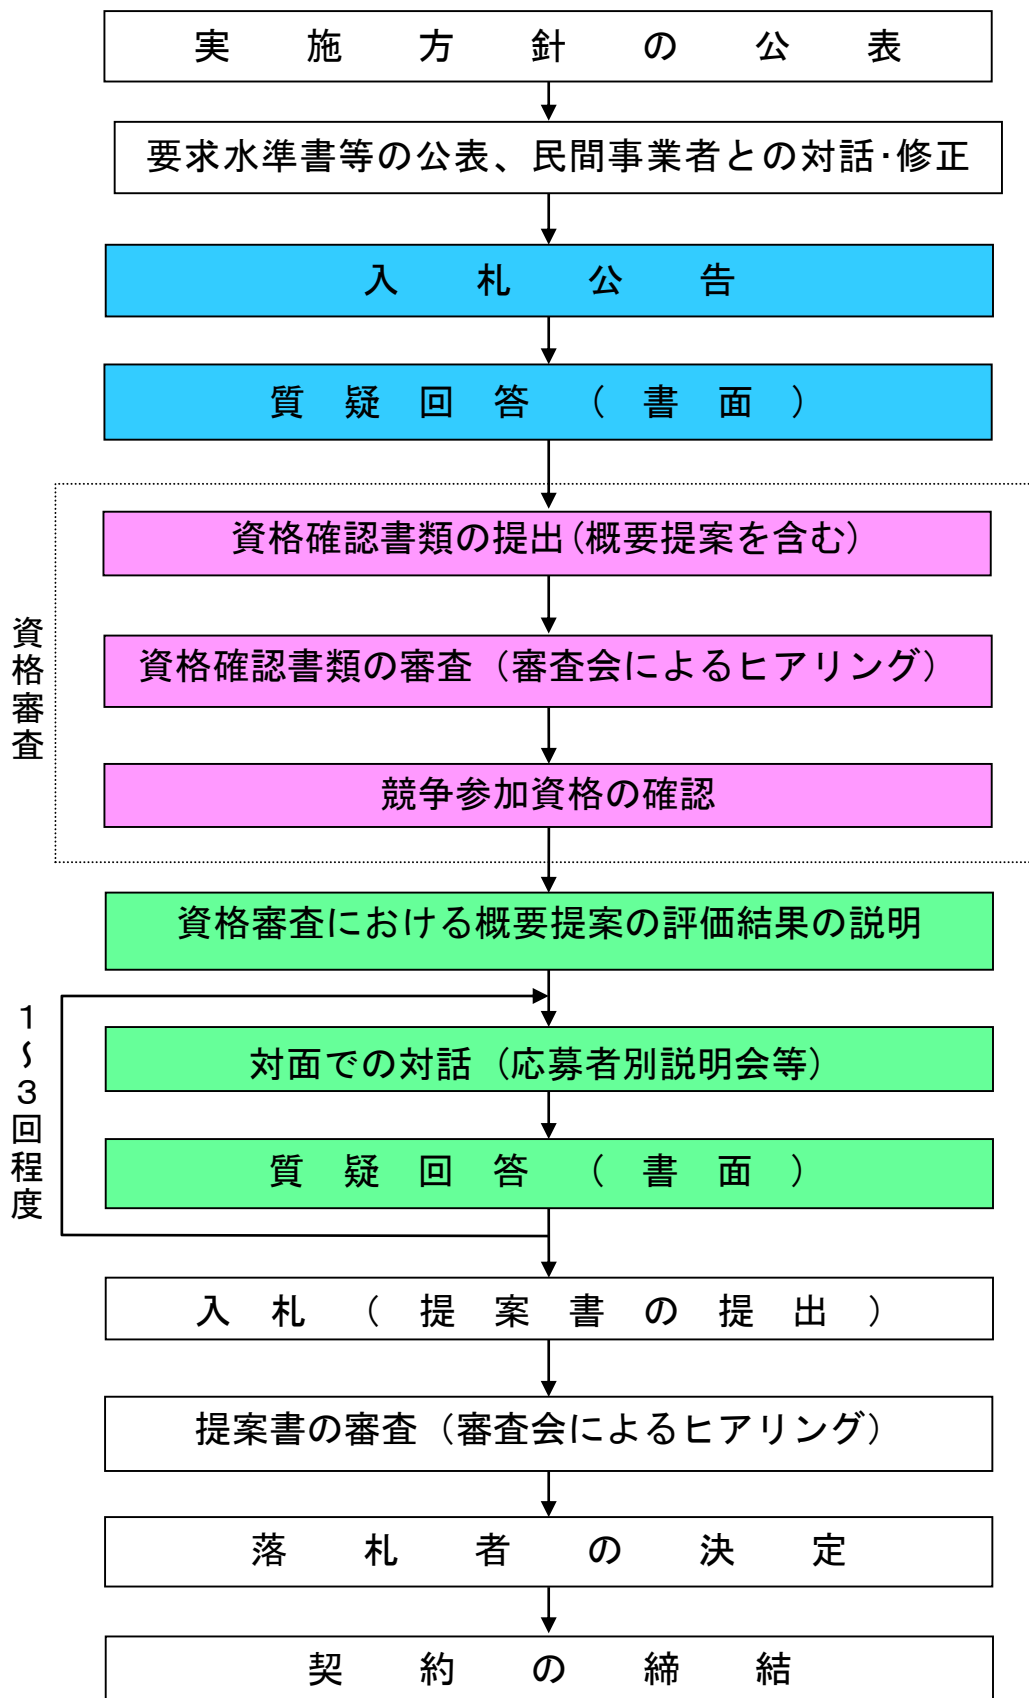 実施方針の公表
要求水準書等の公表、民間事業者との対話・修正
入札公告
質疑回答（書面）
資格審査
資格確認書類の提出（概要提案を含む）
資格確認書類の審査（審査会によるヒアリング）
競争参加資格の確認
資格審査における概要提案の評価結果の説明
1～3回程度
対面での対話（応募者別説明会等）
質疑回答（書面）
入札（提案書の提出）
提案書の審査（審査会によるヒアリング）
落札者の決定
契約の締結